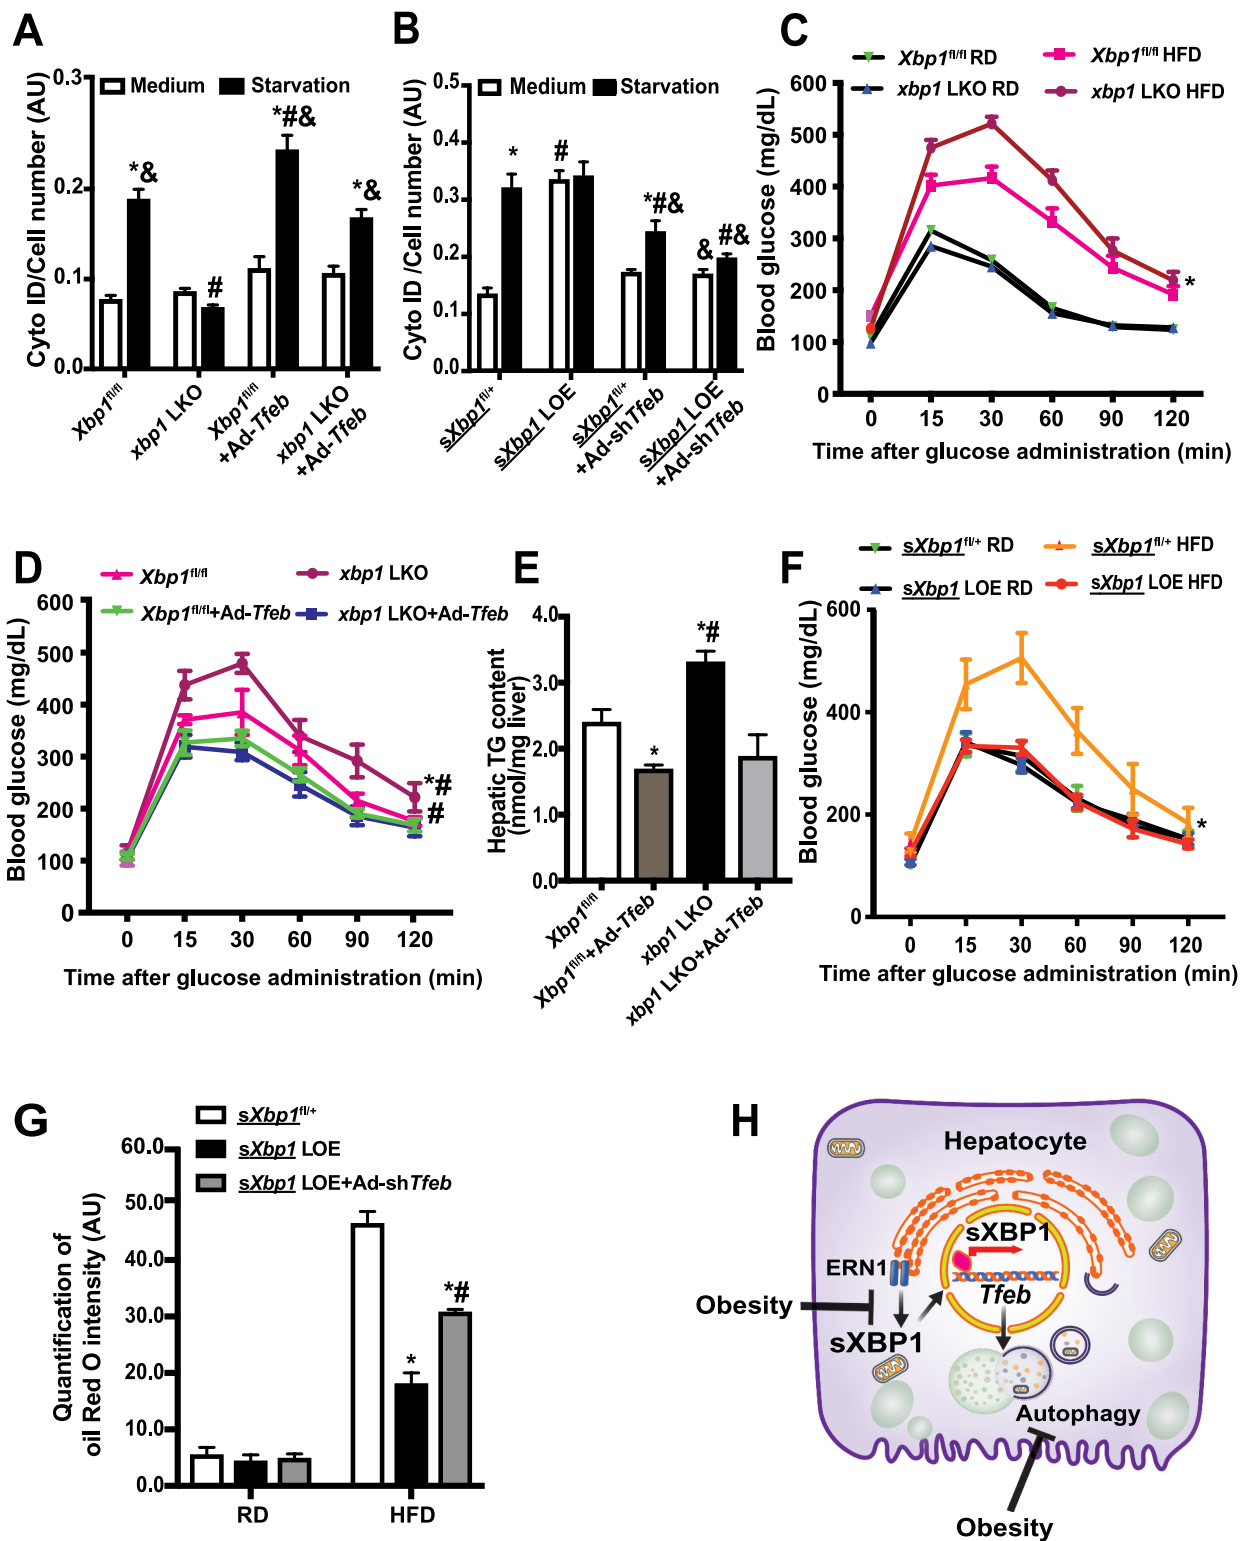 A
0.3
0.2
0.1
0.0
Cyto ID/Cell number (AU)
Medium
Starvation
*&
#
*#&
*&
Xbp1fl/fl
xbp1 LKO
Xbp1fl/fl
+Ad-Tfeb
xbp1 LKO
+Ad-Tfeb
B
0.5
0.4
0.3
0.2
0.1
0.0
Cyto ID /Cell number (AU)
Medium
Starvation
*
#
*#&
&
#&
sXbp1fl/+
sXbp1 LOE
sXbp1fl/+
+Ad-shTfeb
sXbp1 LOE
+Ad-shTfeb
C
Xbp1fl/fl RD
Xbp1fl/fl HFD
xbp1 LKO RD
xbp1 LKO HFD
600
500
400
300
200
100
0
Blood glucose (mg/dL)
*
0 15 30 60 90 120
Time after glucose administration (min)
D
Xbp1fl/fl
xbp1 LKO
Xbp1fl/fl+Ad-Tfeb
xbp1 LKO+Ad-Tfeb
600
500
400
300
200
100
0
Blood glucose (mg/dL)
*#
#
0 15 30 60 90 120
Time after glucose administration (min)
E
4.0
3.0
2.0
1.0
0.0
Hepatic TG content
(nmol/mg liver)
*
*#
Xbp1fl/fl
Xbp1fl/fl+Ad-Tfeb
xbp1 LKO
xbp1 LKO+Ad-Tfeb
F
sXbp1fl/+ RD
sXbp1fl/+ HFD
sXbp1 LOE RD
sXbp1 LOE HFD
600
400
200
0
Blood glucose (mg/dL)
*
0 15 30 60 90 120
Time after glucose administration (min)
G
sXbp1fl/+
sXbp1 LOE
sXbp1 LOE+Ad-shTfeb
60.0
50.0
40.0
30.0
20.0
10.0
0.0
Quantification of
oil Red O intensity (AU)
*
*#
RD
HFD
H
Hepatocyte
sXBP1
ERN1
Tfeb
Obesity
sXBP1
Autophagy
Obesity